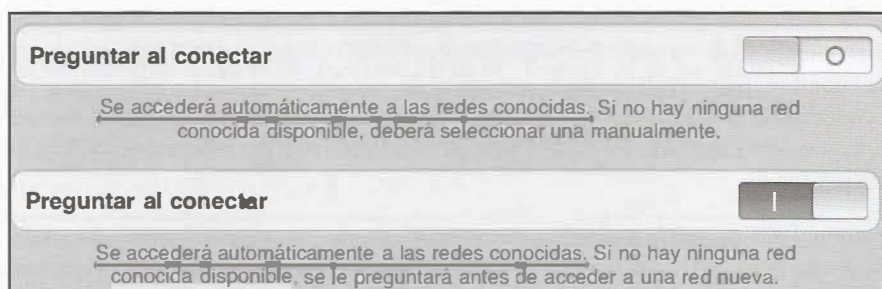 Preguntar al conectar
Se accederá automáticamente a las redes conocidas. Si no hay ninguna red
conocida disponible, deberá seleccionar una manualmente.
Preguntar al conectar
Se accederá automáticamente a las redes conocidas. Si no hay ninguna red
conocida disponible, se le preguntará antes de acceder a una red nueva.